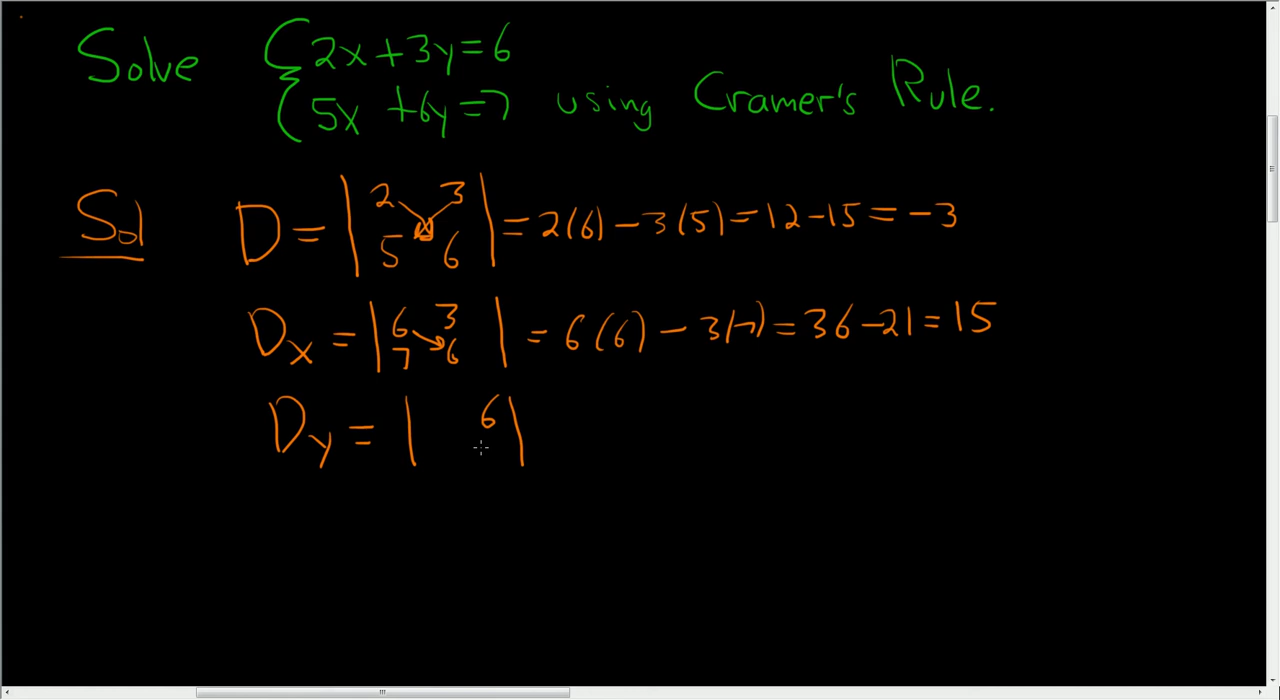 Solve { 2x+3y=6
{ 5x+6y=7 using Cramer's Rule.
Sol D = | 2 3 | = 2(6) - 3(5) = 12 - 15 = -3
5 6
Dx = | 6 3 | = 6(6) - 3(7) = 36 - 21 = 15
7 6
Dy = | 6 |